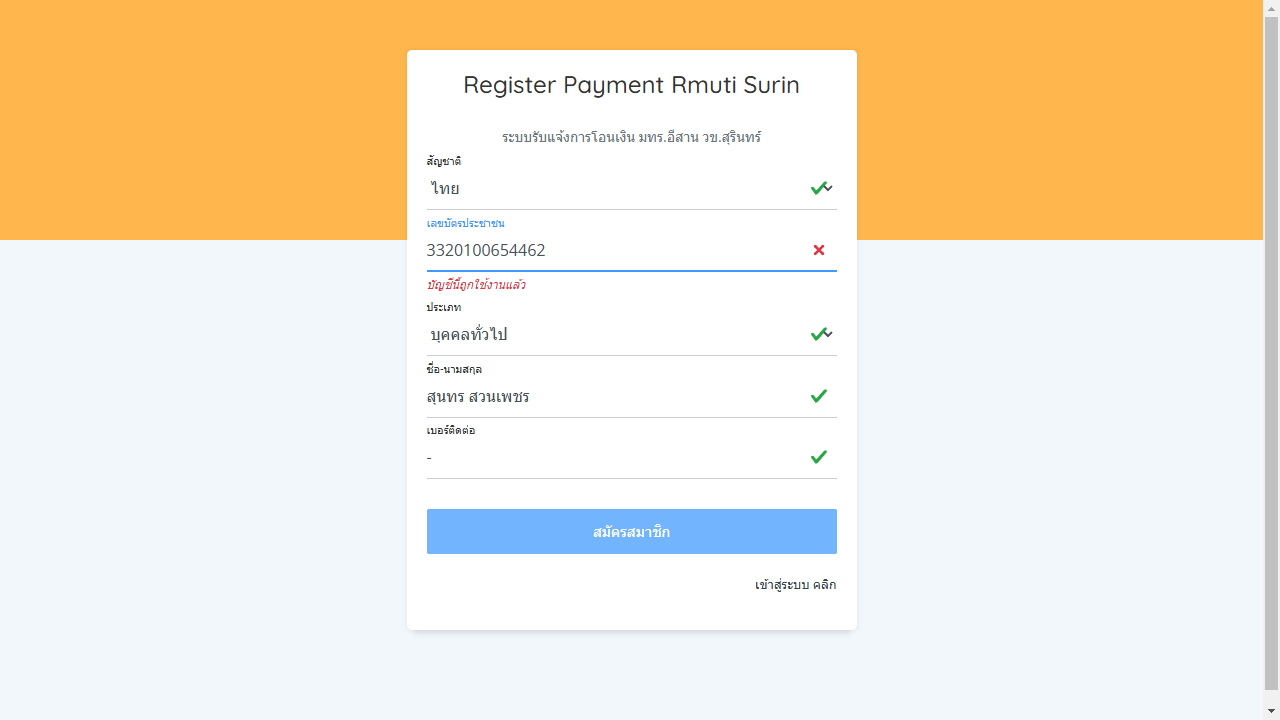 Register Payment Rmuti Surin
ระบบรับแจ้งการโอนเงิน มทร.อีสาน วข.สุรินทร์
สัญชาติ
ไทย
เลขบัตรประชาชน
3320100654462
บัญชีนี้ถูกใช้งานแล้ว
ประเภท
บุคคลทั่วไป
ชื่อ-นามสกุล
สุนทร สวนเพชร
เบอร์ติดต่อ
-
สมัครสมาชิก
เข้าสู่ระบบ คลิก